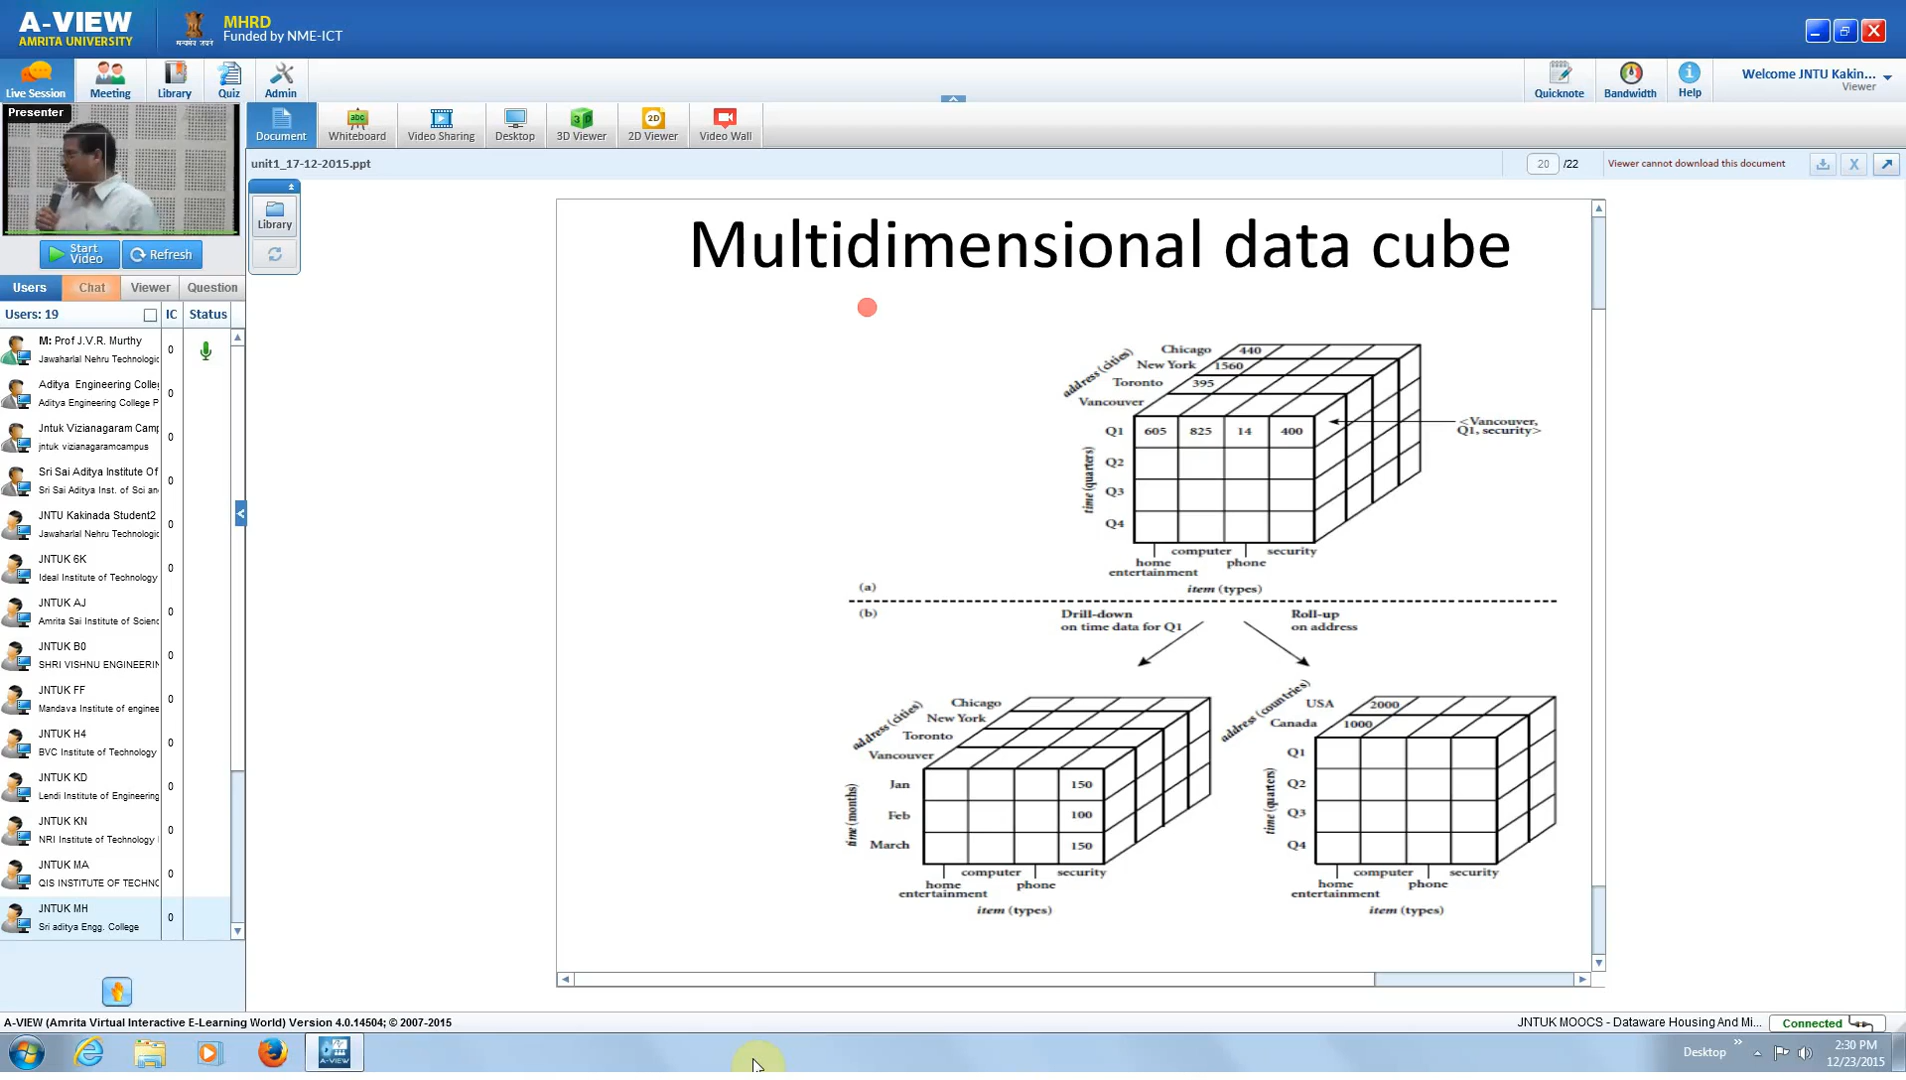 A-VIEW
AMRITA UNIVERSITY
सत्यमेव जयते
MHRD
Funded by NME-ICT
Live Session
Meeting
Library
Quiz
Admin
Quicknote
Bandwidth
Help
Welcome JNTU Kakin...
Viewer
Presenter
Document
Whiteboard
Video Sharing
Desktop
3D Viewer
2D Viewer
Video Wall
unit1_17-12-2015.ppt
20 /22
Viewer cannot download this document
Library
Start Video
Refresh
Users
Chat
Viewer
Question
Users: 19
IC
Status
M: Prof J.V.R. Murthy
Jawaharlal Nehru Technologic
0
Aditya Engineering Colle
Aditya Engineering College P
0
Jntuk Vizianagaram Camp
jntuk vizianagaramcampus
0
Sri Sai Aditya Institute Of
Sri Sai Aditya Inst. of Sci an
0
JNTU Kakinada Student2
Jawaharlal Nehru Technologic
0
JNTUK 6K
Ideal Institute of Technology
0
JNTUK AJ
Amrita Sai Institute of Scienc
0
JNTUK B0
SHRI VISHNU ENGINEERIN
0
JNTUK FF
Mandava Institute of enginee
0
JNTUK H4
BVC Institute of Technology
0
JNTUK KD
Lendi Institute of Engineering
0
JNTUK KN
NRI Institute of Technology
0
JNTUK MA
QIS INSTITUTE OF TECHNO
0
JNTUK MH
Sri aditya Engg. College
0
Multidimensional data cube
address (cities)
Chicago 440
New York 1560
Toronto 395
Vancouver
Q1 605 825 14 400
<Vancouver,
Q1, security>
time (quarters)
Q2
Q3
Q4
computer security
home phone
entertainment
item (types)
(a)
(b)
Drill-down
on time data for Q1
Roll-up
on address
address (cities)
Chicago
New York
Toronto
Vancouver
time (months)
Jan 150
Feb 100
March 150
computer security
home phone
entertainment
item (types)
address (countries)
USA 2000
Canada 1000
time (quarters)
Q1
Q2
Q3
Q4
computer security
home phone
entertainment
item (types)
A-VIEW (Amrita Virtual Interactive E-Learning World) Version 4.0.14504; © 2007-2015
JNTUK MOOCS - Dataware Housing And Mi...
Connected
A-VIEW
Desktop
2:30 PM
12/23/2015